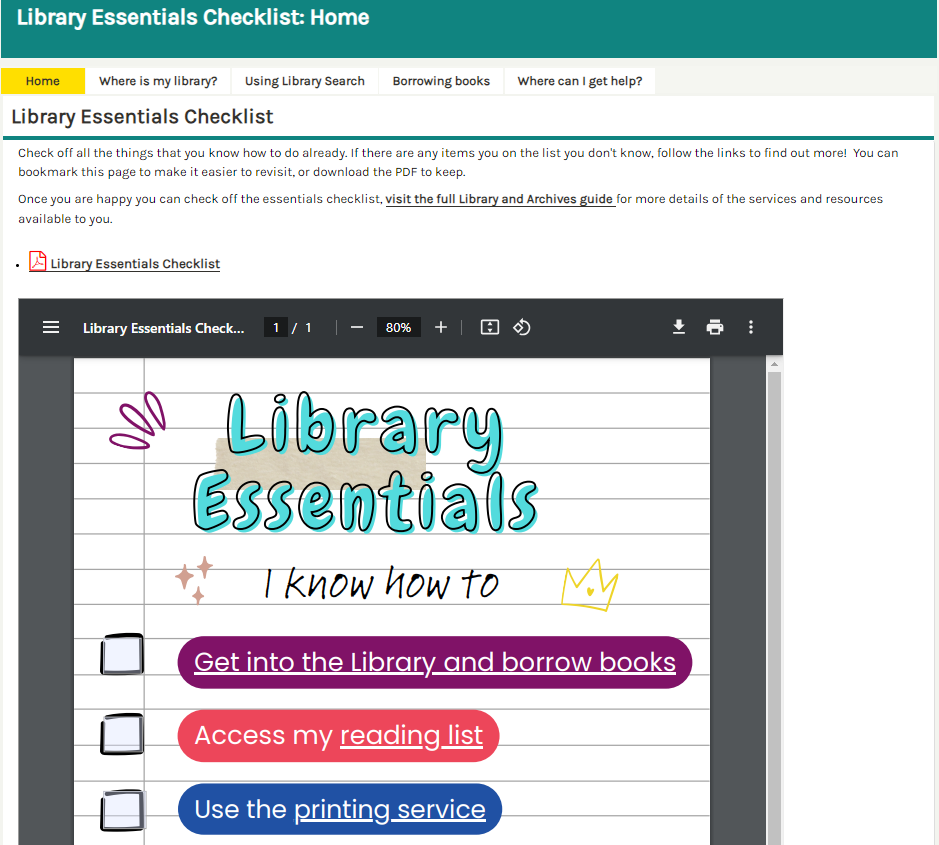 Library Essentials Checklist: Home
Home
Where is my library?
Using Library Search
Borrowing books
Where can I get help?
Library Essentials Checklist
Check off all the things that you know how to do already. If there are any items you on the list you don't know, follow the links to find out more! You can
bookmark this page to make it easier to revisit, or download the PDF to keep.
Once you are happy you can check off the essentials checklist, visit the full Library and Archives guide for more details of the services and resources
available to you.
Library Essentials Checklist
Library Essentials Check... 1 / 1 80%
Library
Essentials
I know how to
Get into the Library and borrow books
Access my reading list
Use the printing service